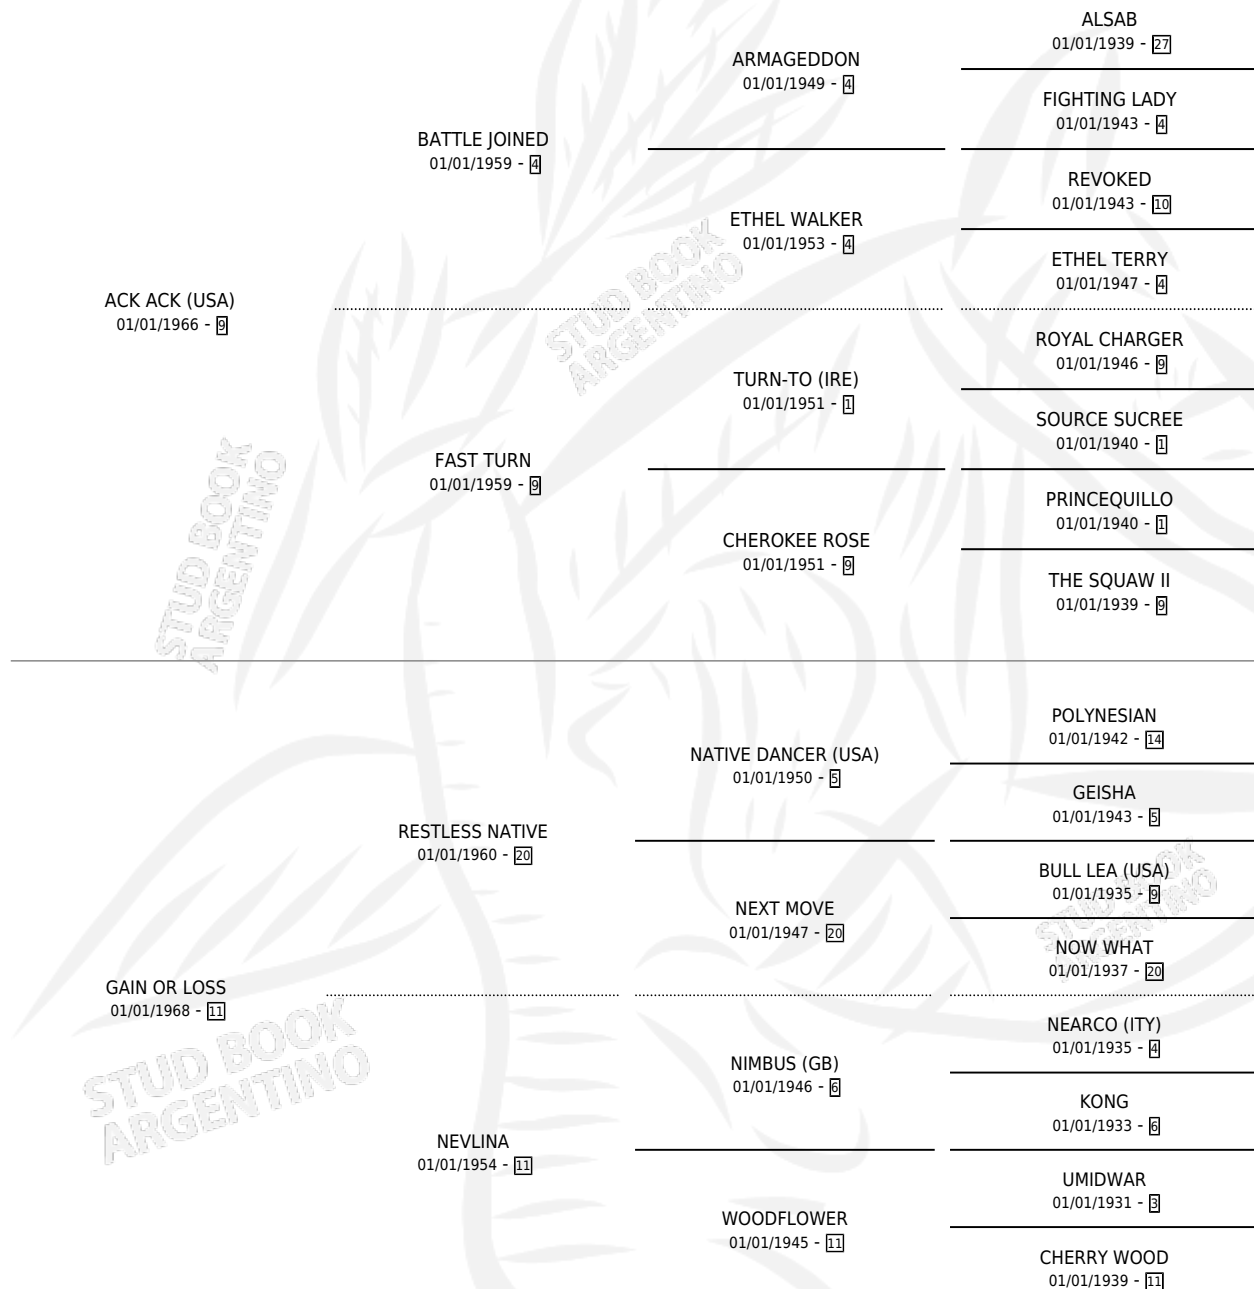 ALSAB
01/01/1939 - 27
ARMAGEDDON
01/01/1949 - 4
FIGHTING LADY
01/01/1943 - 4
BATTLE JOINED
01/01/1959 - 4
REVOKED
01/01/1943 - 10
ETHEL WALKER
01/01/1953 - 4
ETHEL TERRY
01/01/1947 - 4
ACK ACK (USA)
01/01/1966 - 9
ROYAL CHARGER
01/01/1946 - 9
TURN-TO (IRE)
01/01/1951 - 1
SOURCE SUCREE
01/01/1940 - 1
FAST TURN
01/01/1959 - 9
PRINCEQUILLO
01/01/1940 - 1
CHEROKEE ROSE
01/01/1951 - 9
THE SQUAW II
01/01/1939 - 9
POLYNESIAN
01/01/1942 - 14
NATIVE DANCER (USA)
01/01/1950 - 5
GEISHA
01/01/1943 - 5
RESTLESS NATIVE
01/01/1960 - 20
BULL LEA (USA)
01/01/1935 - 9
NEXT MOVE
01/01/1947 - 20
NOW WHAT
01/01/1937 - 20
GAIN OR LOSS
01/01/1968 - 11
NEARCO (ITY)
01/01/1935 - 4
NIMBUS (GB)
01/01/1946 - 6
KONG
01/01/1933 - 6
NEVLINA
01/01/1954 - 11
UMIDWAR
01/01/1931 - 3
WOODFLOWER
01/01/1945 - 11
CHERRY WOOD
01/01/1939 - 11
STUD BOOK
ARGENTINO
STUD BOOK
ARGENTINO
STUD BOOK
ARGENTINO
STUD BOOK
ARGENTINO